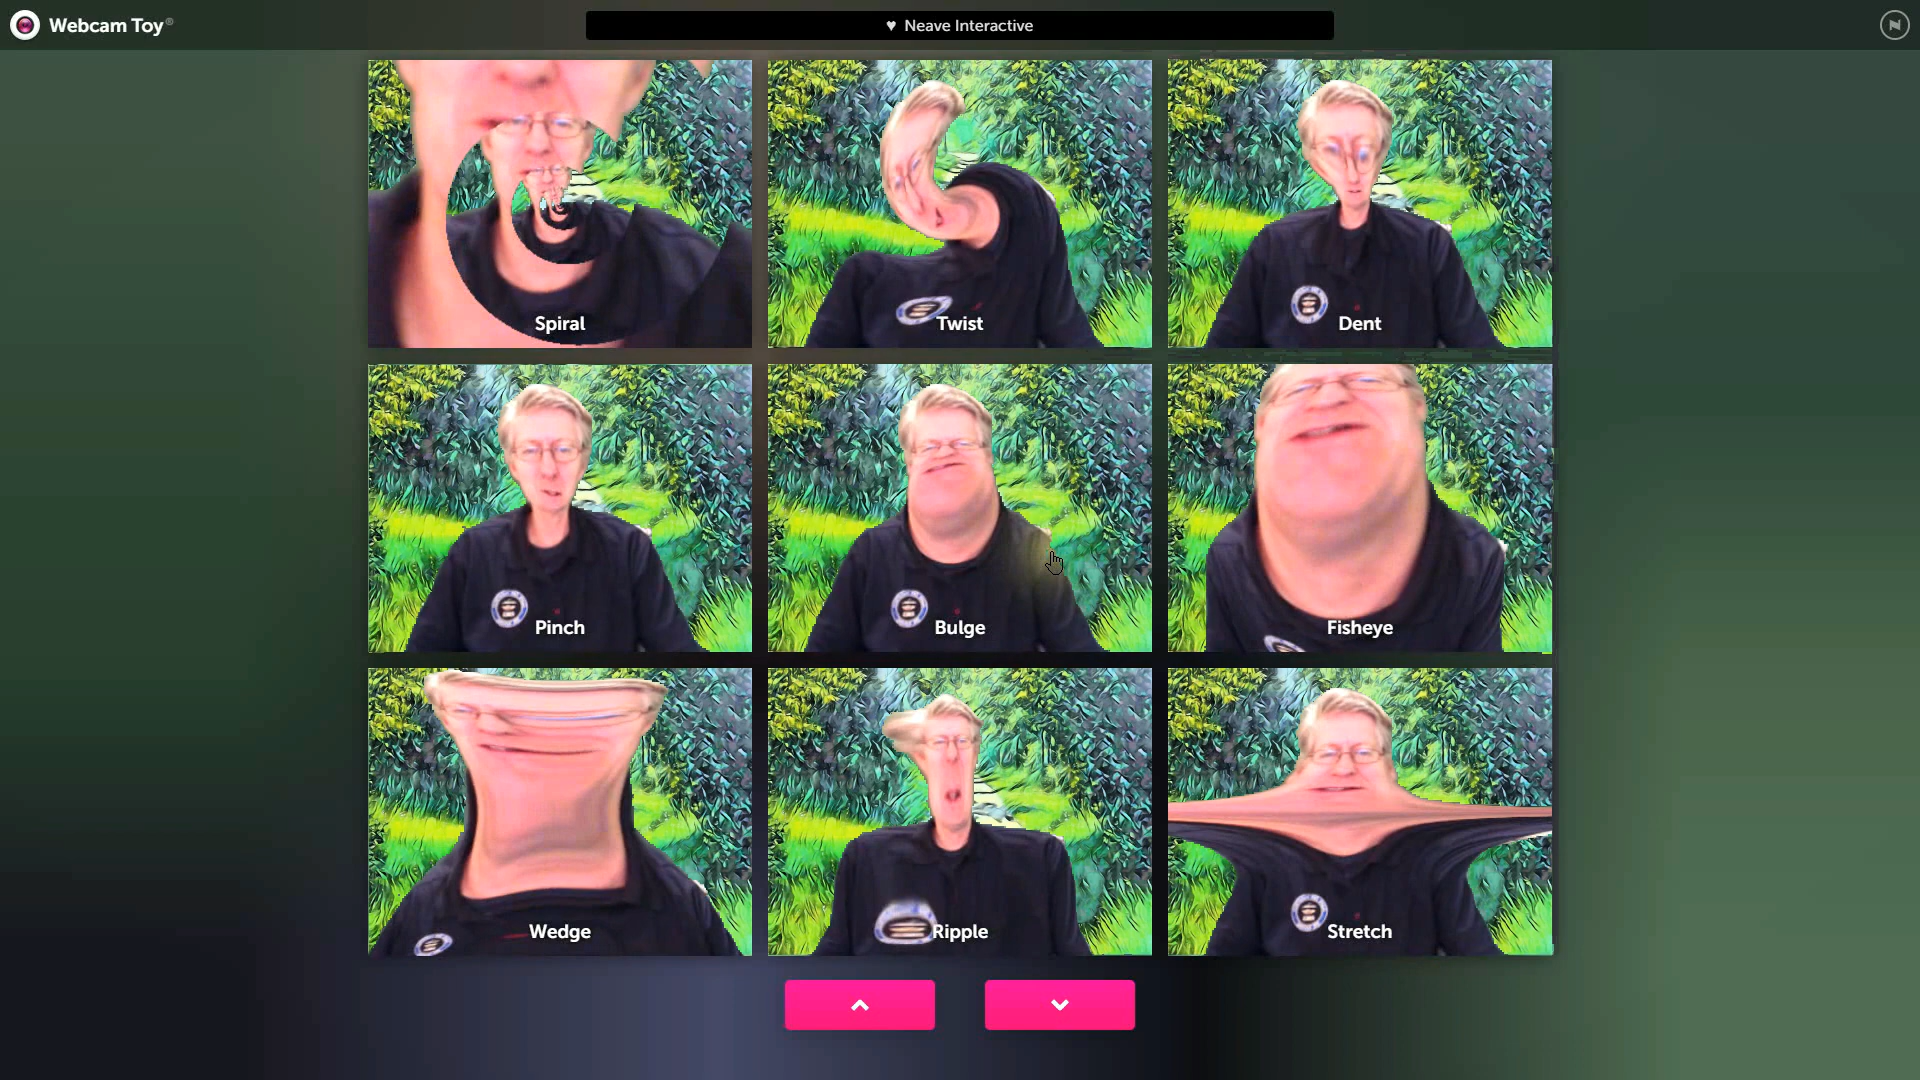 Webcam Toy®
♥ Neave Interactive
Spiral
Twist
Dent
Pinch
Bulge
Fisheye
Wedge
Ripple
Stretch